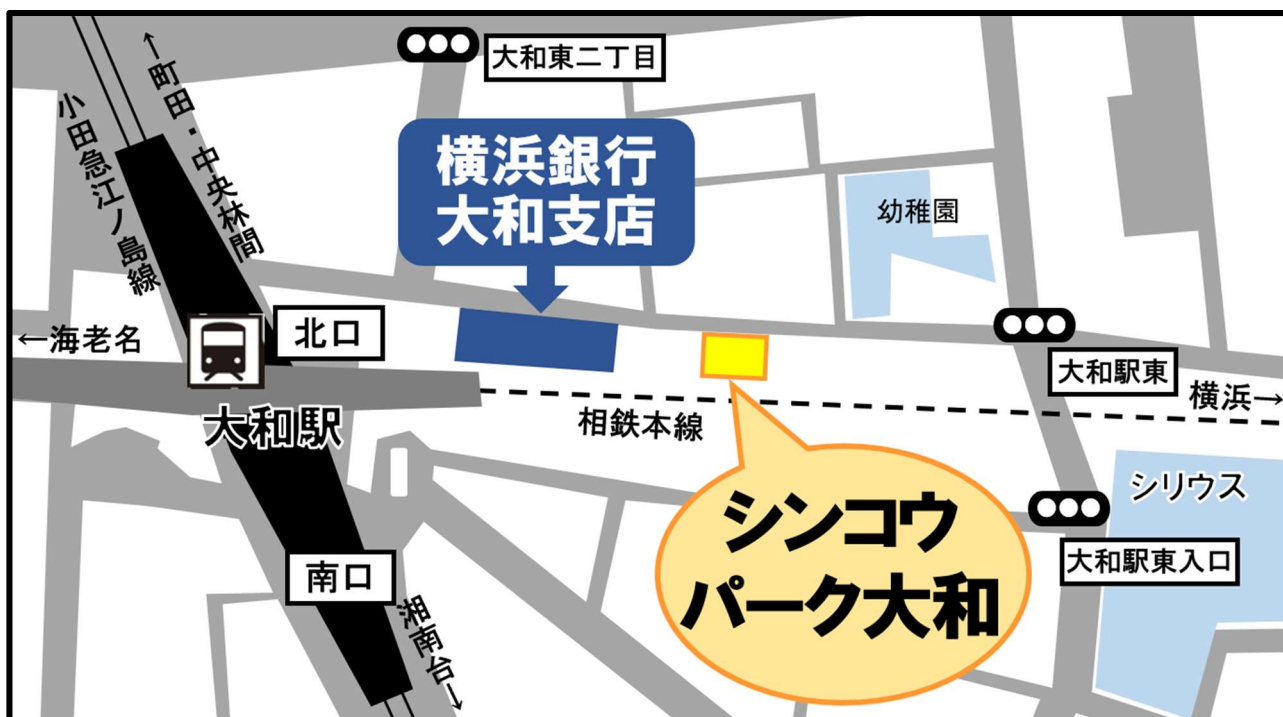 大和東二丁目
←町田・中央林間
小田急江ノ島線
横浜銀行
大和支店
幼稚園
北口
←海老名
大和駅東
横浜→
大和駅
相鉄本線
シリウス
シンコウ
パーク大和
大和駅東入口
南口
湘南台→